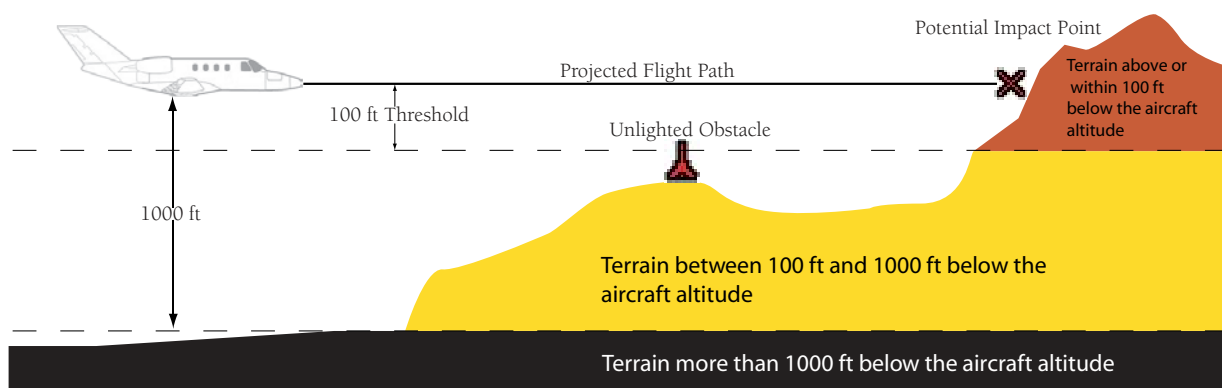 Potential Impact Point
Projected Flight Path
Terrain above or
within 100 ft
below the aircraft
altitude
100 ft Threshold
Unlighted Obstacle
1000 ft
Terrain between 100 ft and 1000 ft below the
aircraft altitude
Terrain more than 1000 ft below the aircraft altitude